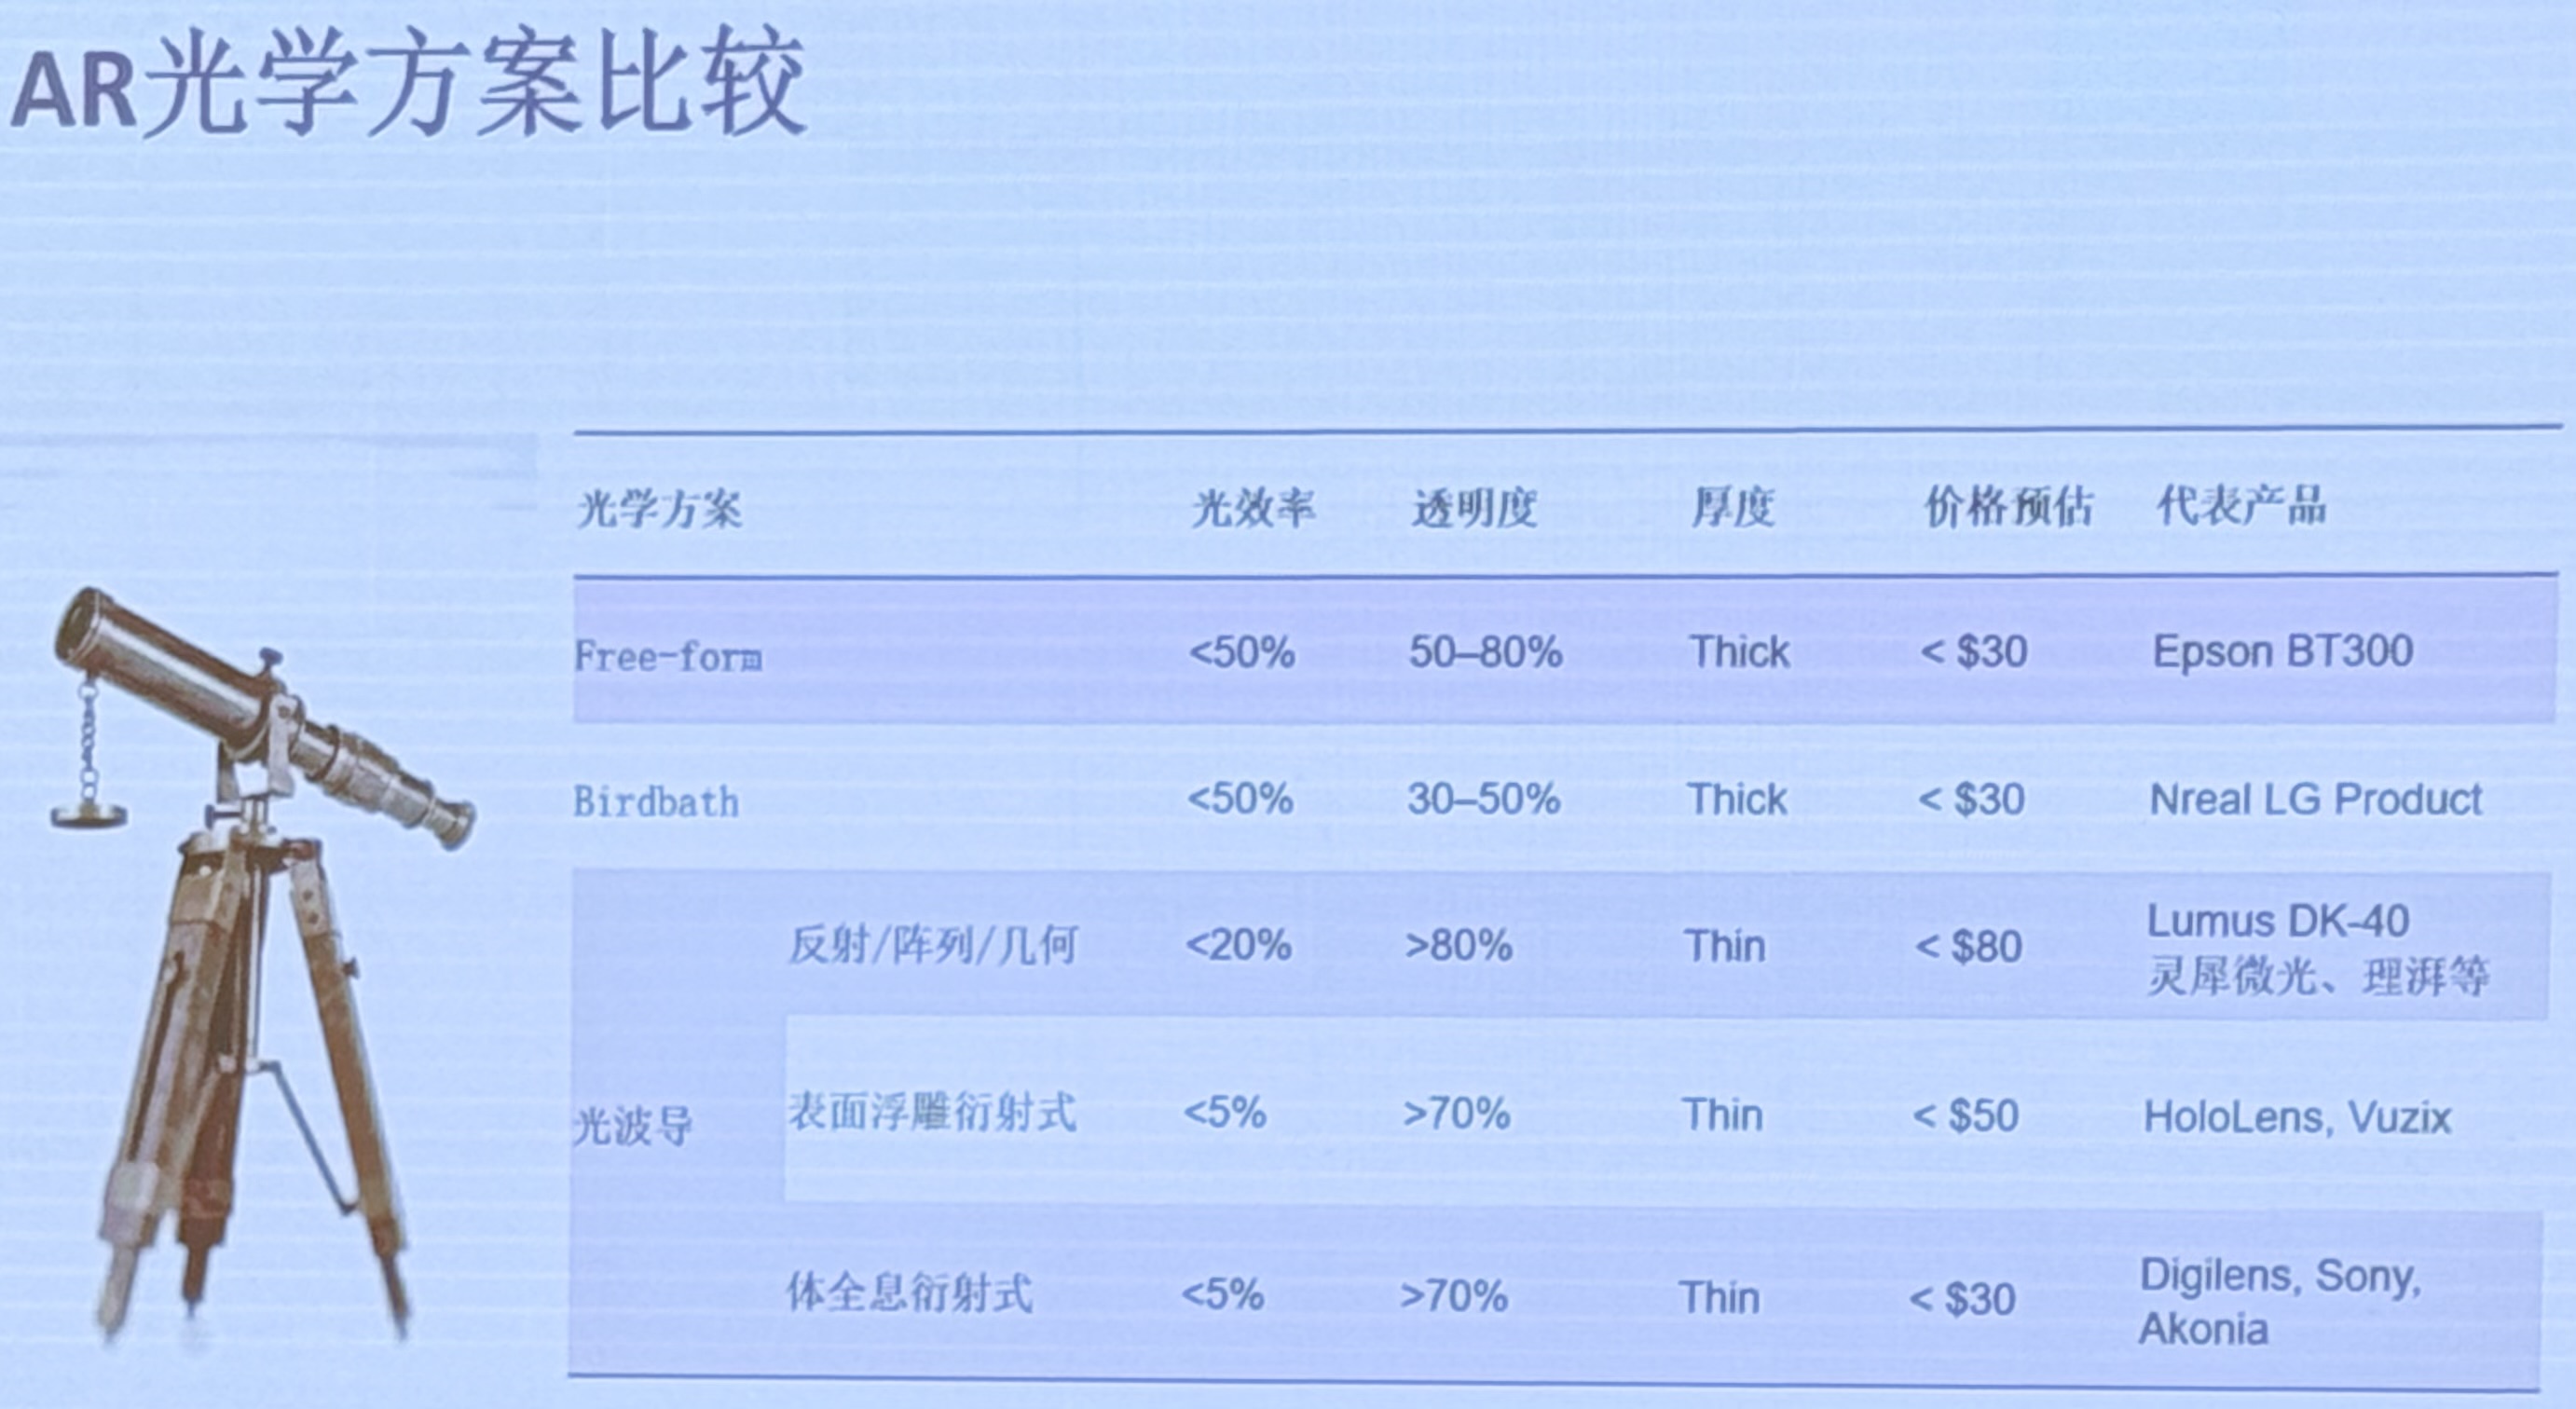 AR光学方案比较
光学方案 光效率 透明度 厚度 价格预估 代表产品
Free-form <50% 50–80% Thick < $30 Epson BT300
Birdbath <50% 30–50% Thick < $30 Nreal LG Product
光波导
反射/阵列/几何 <20% >80% Thin < $80 Lumus DK-40
灵犀微光、理湃等
表面浮雕衍射式 <5% >70% Thin < $50 HoloLens, Vuzix
体全息衍射式 <5% >70% Thin < $30 Digilens, Sony,
Akonia